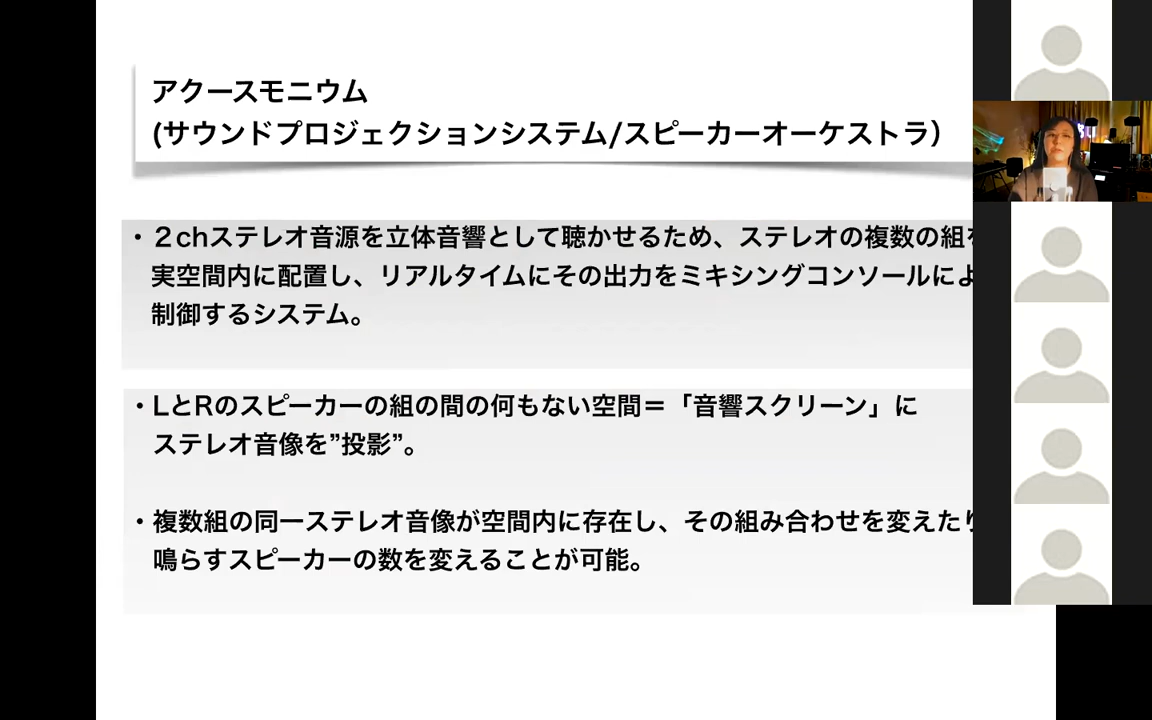 アクースモニウム
(サウンドプロジェクションシステム/スピーカーオーケストラ）
・２chステレオ音源を立体音響として聴かせるため、ステレオの複数の組を
実空間内に配置し、リアルタイムにその出力をミキシングコンソールによ
制御するシステム。
・LとRのスピーカーの組の間の何もない空間＝「音響スクリーン」に
ステレオ音像を”投影”。
・複数組の同一ステレオ音像が空間内に存在し、その組み合わせを変えたり
鳴らすスピーカーの数を変えることが可能。